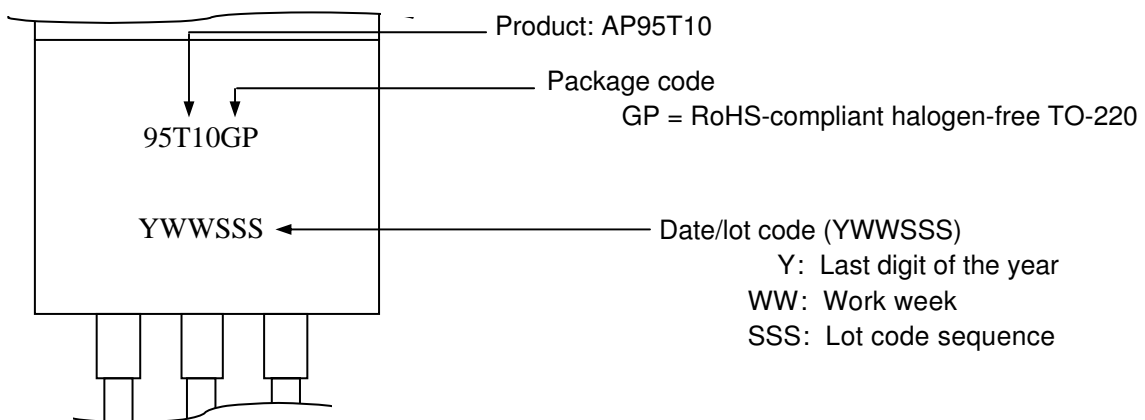 Product: AP95T10
Package code
GP = RoHS-compliant halogen-free TO-220
95T10GP
YWWSSS
Date/lot code (YWWSSS)
Y: Last digit of the year
WW: Work week
SSS: Lot code sequence